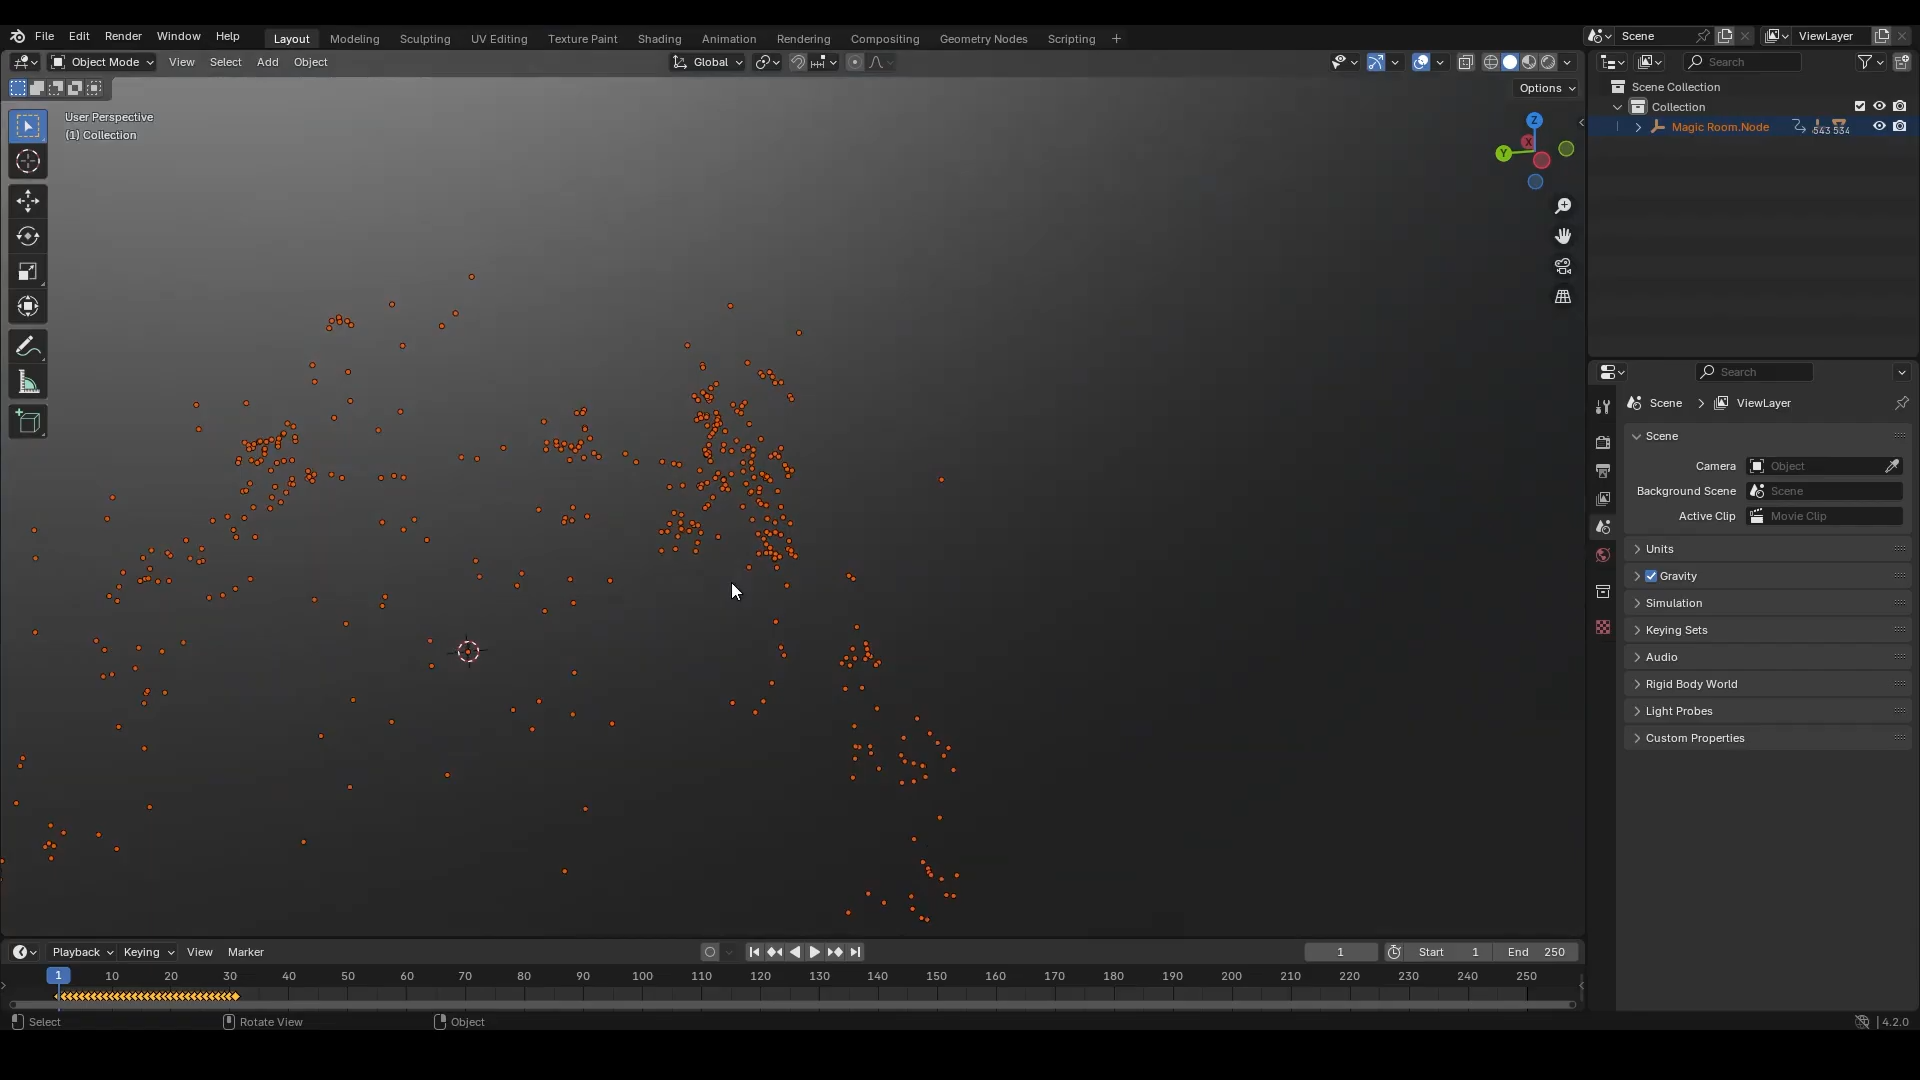 File Edit Render Window Help Layout Modeling Sculpting UV Editing Texture Paint Shading Animation Rendering Compositing Geometry Nodes Scripting + Scene ViewLayer
Object Mode View Select Add Object Global Search
Options
User Perspective
(1) Collection
Z
X
Y
Scene Collection
Collection
Magic Room.Node 543 534
Search
Scene > ViewLayer
Scene
Camera Object
Background Scene Scene
Active Clip Movie Clip
Units
Gravity
Simulation
Keying Sets
Audio
Rigid Body World
Light Probes
Custom Properties
Playback Keying View Marker 1 Start 1 End 250
1 10 20 30 40 50 60 70 80 90 100 110 120 130 140 150 160 170 180 190 200 210 220 230 240 250
Select Rotate View Object 4.2.0